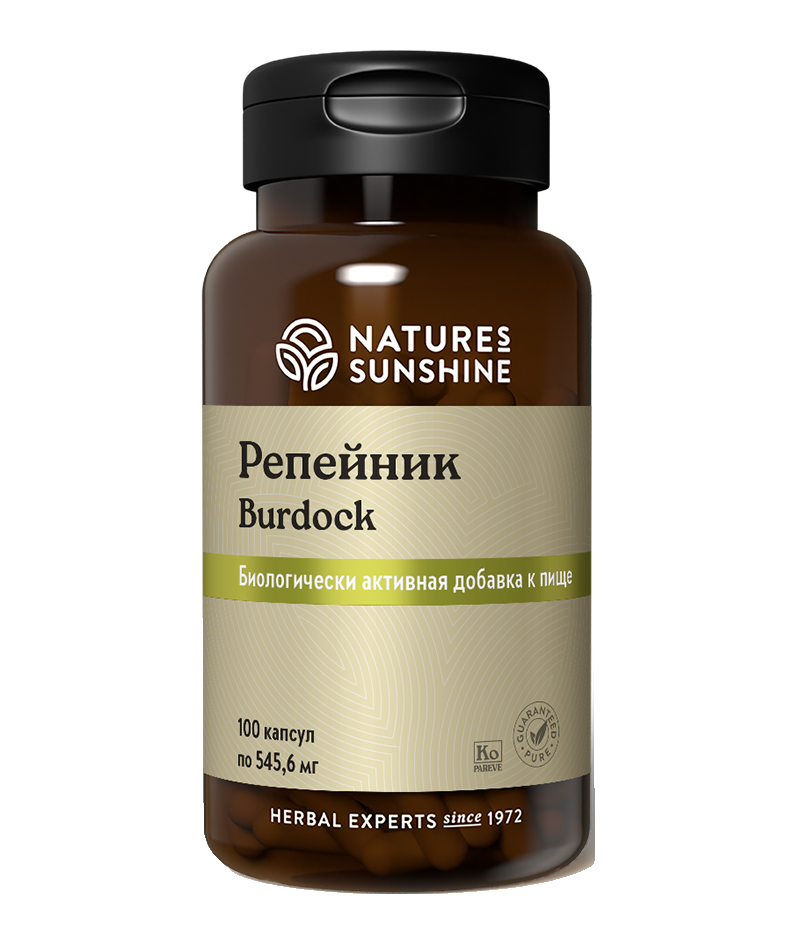 NATURES
SUNSHINE
Репейник
Burdock
Биологически активная добавка к пище
100 капсул
по 545,6 мг
Ko
PAREVE
GUARANTEED
PURE
HERBAL EXPERTS since 1972